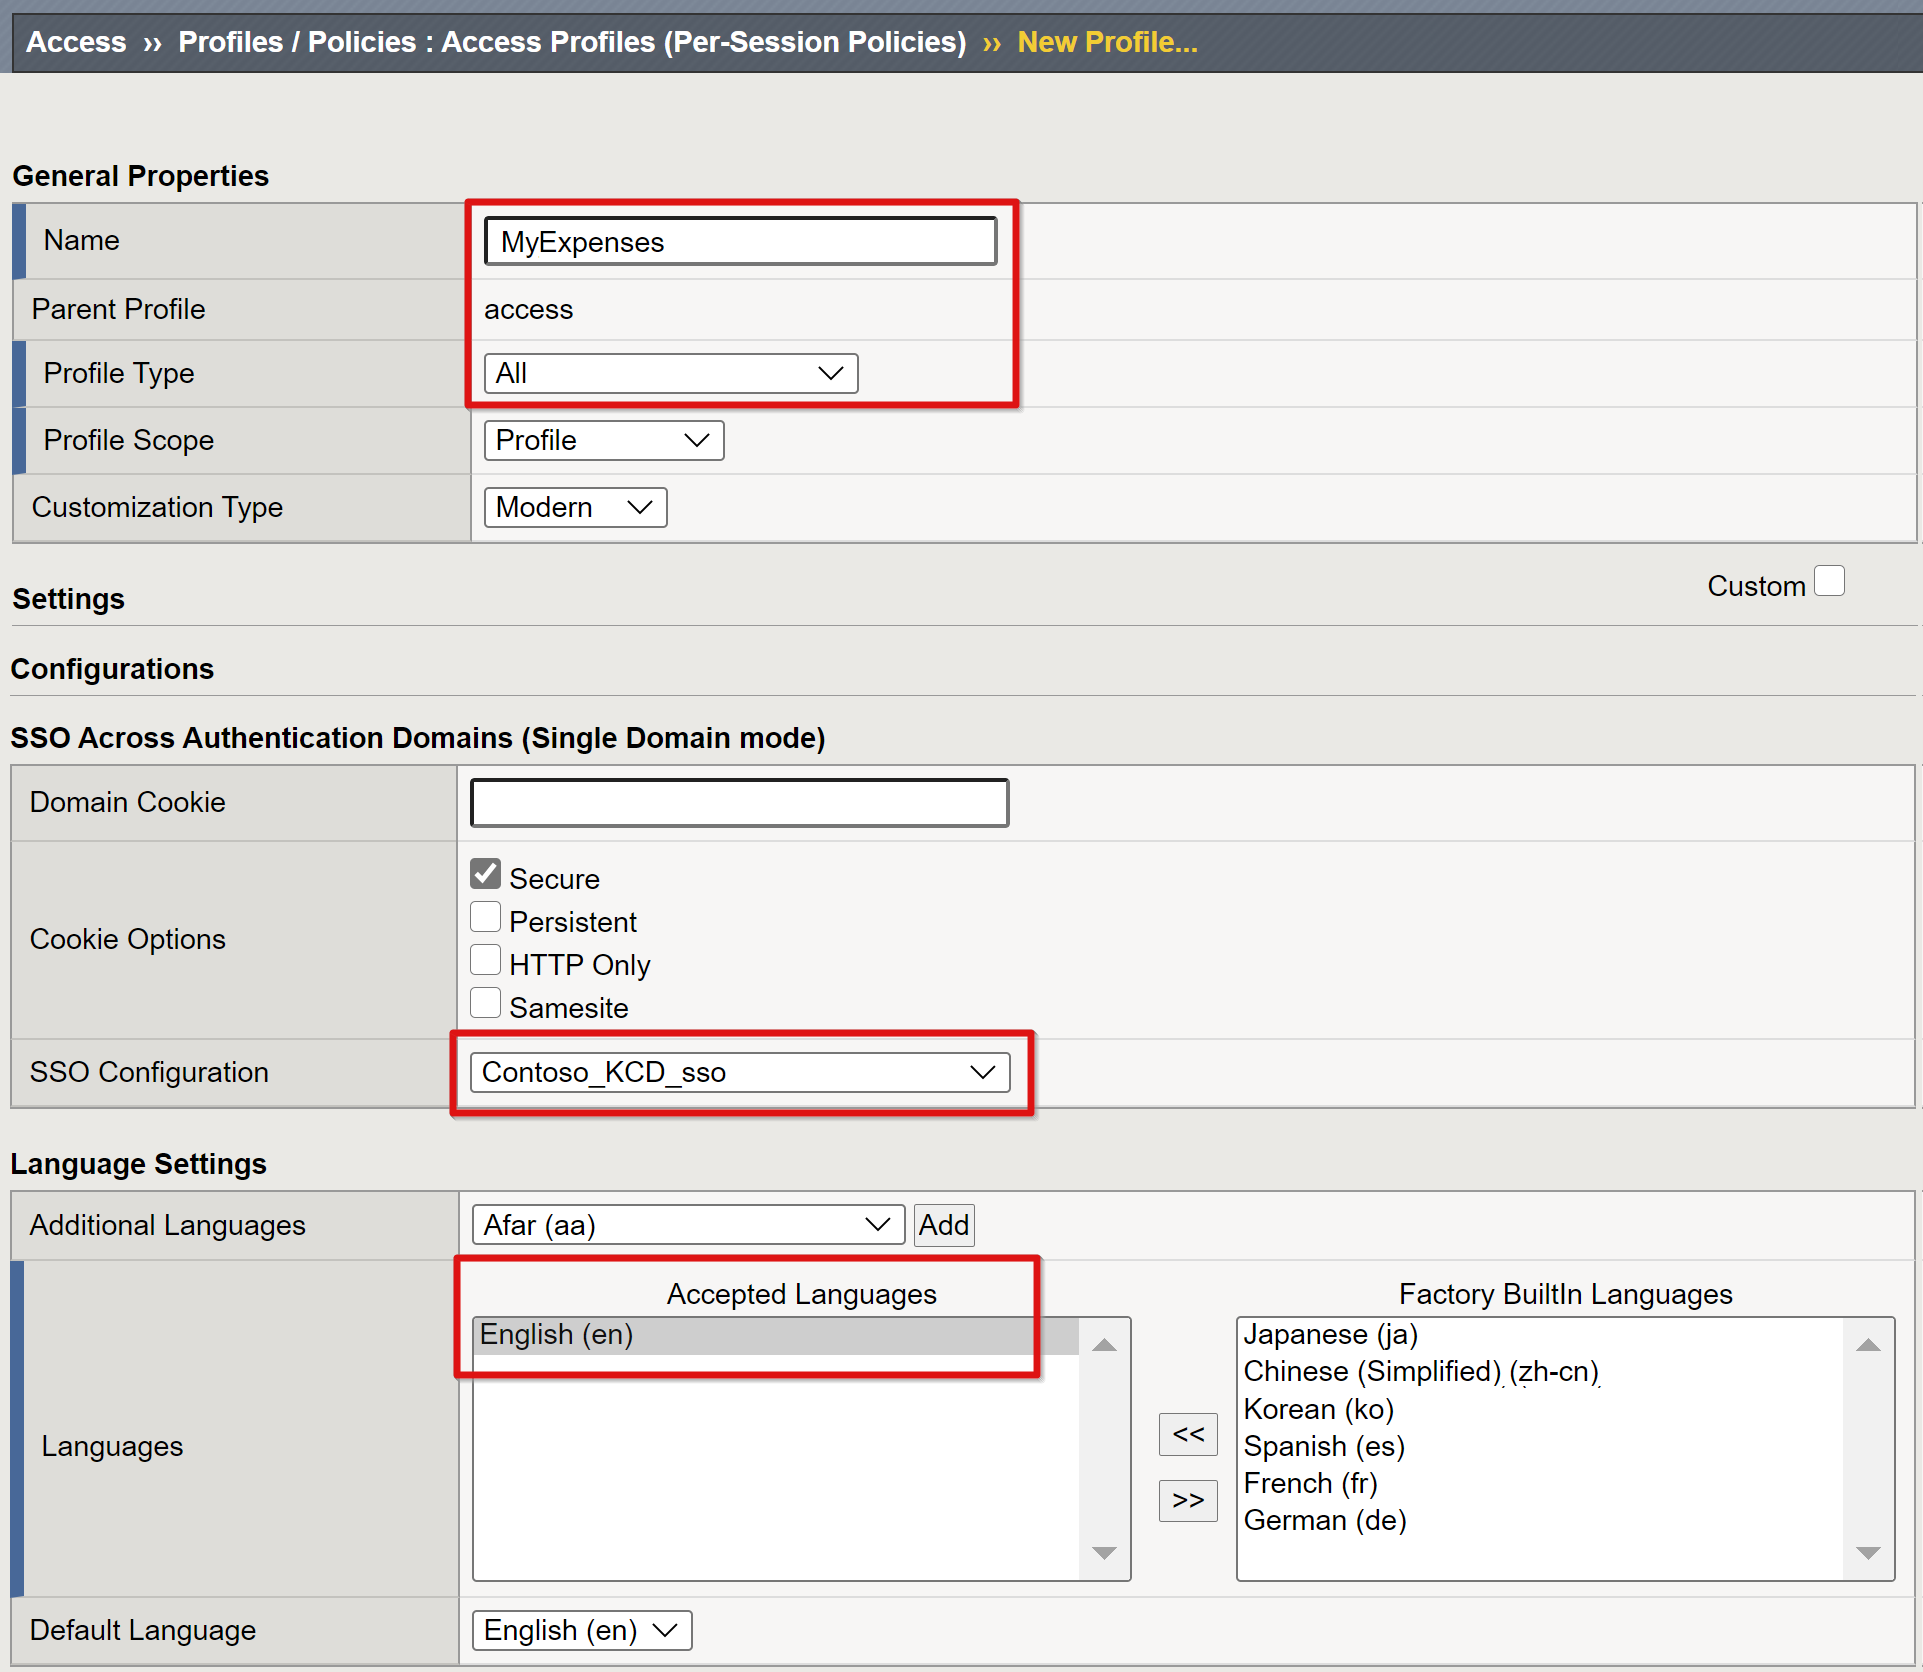 Access ›› Profiles / Policies : Access Profiles (Per-Session Policies) ›› New Profile...
General Properties
Name MyExpenses
Parent Profile access
Profile Type All
Profile Scope Profile
Customization Type Modern
Settings Custom
Configurations
SSO Across Authentication Domains (Single Domain mode)
Domain Cookie
Cookie Options
Secure
Persistent
HTTP Only
Samesite
SSO Configuration Contoso_KCD_sso
Language Settings
Additional Languages Afar (aa) Add
Languages
Accepted Languages
English (en)
<<
>>
Factory BuiltIn Languages
Japanese (ja)
Chinese (Simplified) (zh-cn)
Korean (ko)
Spanish (es)
French (fr)
German (de)
Default Language English (en)